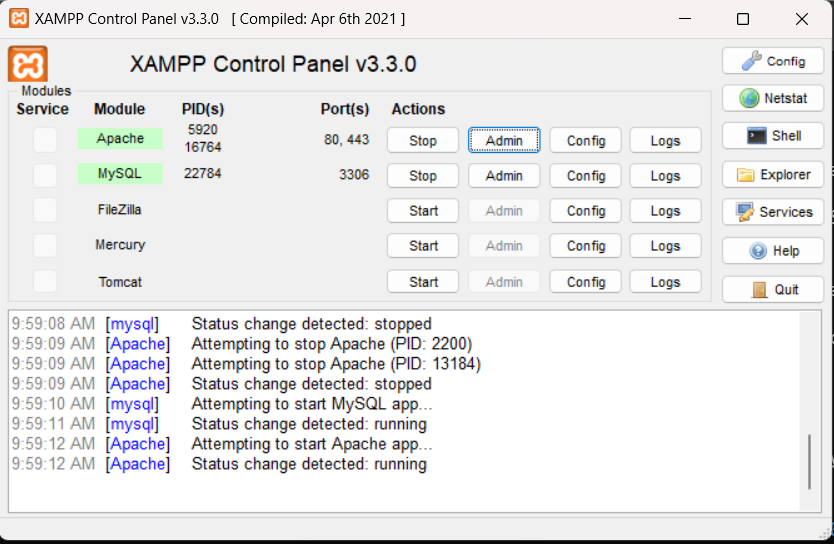 XAMPP Control Panel v3.3.0 [ Compiled: Apr 6th 2021 ]
XAMPP Control Panel v3.3.0
Config
Modules
Service Module PID(s) Port(s) Actions
Netstat
Apache 5920 16764 80, 443 Stop Admin Config Logs
Shell
MySQL 22784 3306 Stop Admin Config Logs
Explorer
FileZilla Start Admin Config Logs
Services
Mercury Start Admin Config Logs
Help
Tomcat Start Admin Config Logs
Quit
9:59:08 AM [mysql] Status change detected: stopped
9:59:09 AM [Apache] Attempting to stop Apache (PID: 2200)
9:59:09 AM [Apache] Attempting to stop Apache (PID: 13184)
9:59:09 AM [Apache] Status change detected: stopped
9:59:10 AM [mysql] Attempting to start MySQL app...
9:59:11 AM [mysql] Status change detected: running
9:59:12 AM [Apache] Attempting to start Apache app...
9:59:12 AM [Apache] Status change detected: running